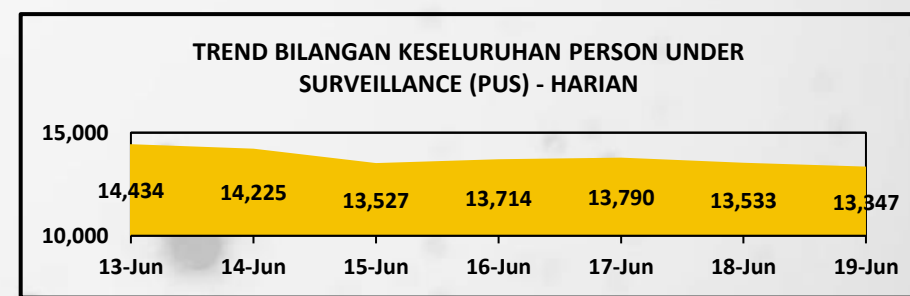 TREND BILANGAN KESELURUHAN PERSON UNDER
SURVEILLANCE (PUS) - HARIAN
15,000
14,434 14,225 13,527 13,714 13,790 13,533 13,347
10,000
13-Jun 14-Jun 15-Jun 16-Jun 17-Jun 18-Jun 19-Jun